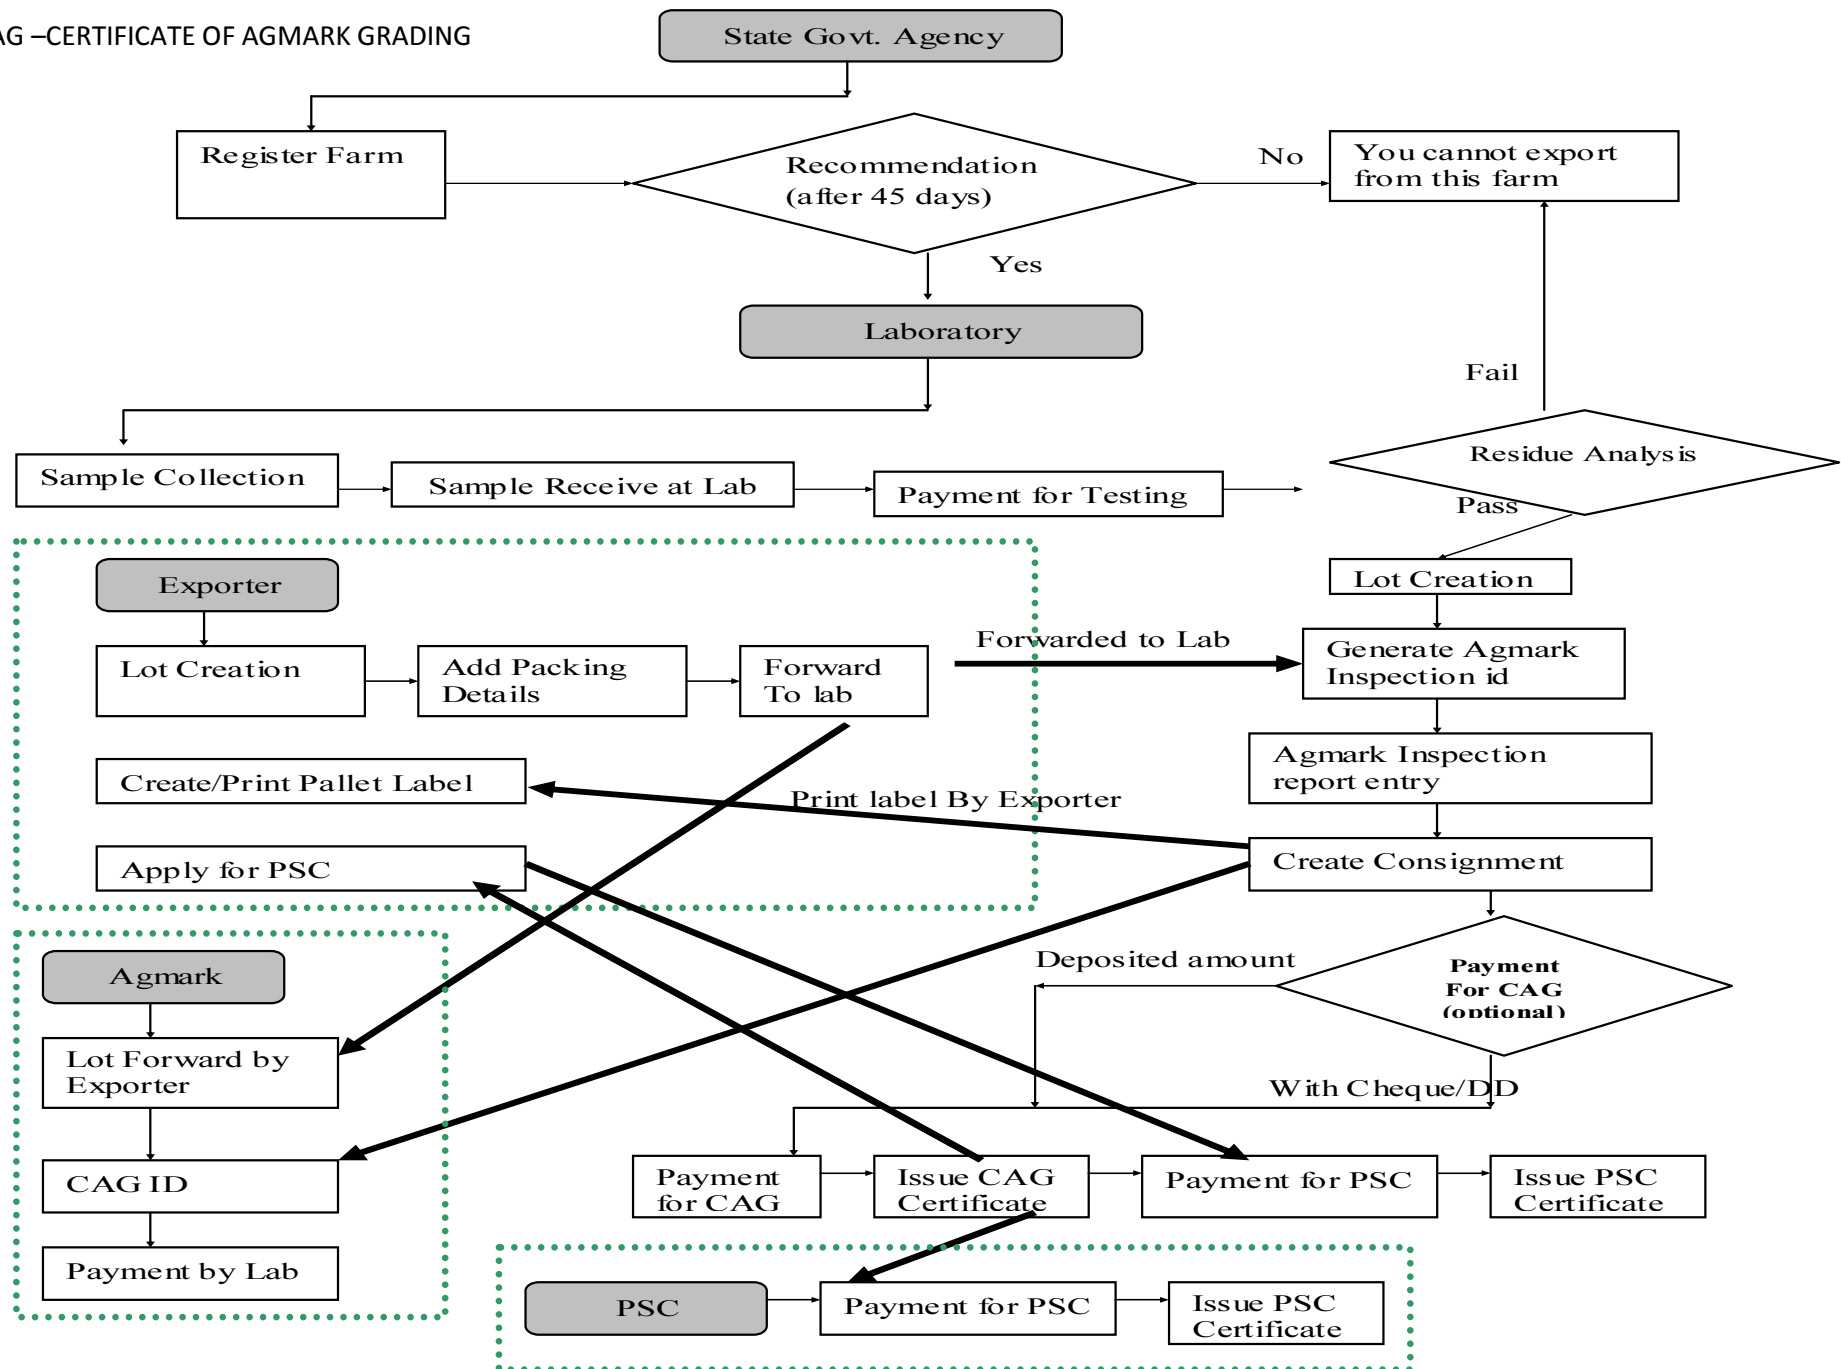 AG –CERTIFICATE OF AGMARK GRADING
State Govt. Agency
Register Farm
Recommendation
(after 45 days)
No
You cannot export
from this farm
Yes
Laboratory
Fail
Residue Analysis
Pass
Sample Collection
Sample Receive at Lab
Payment for Testing
Exporter
Lot Creation
Lot Creation
Add Packing
Details
Forward
To lab
Forwarded to Lab
Generate Agmark
Inspection id
Create/Print Pallet Label
Print label By Exporter
Agmark Inspection
report entry
Apply for PSC
Create Consignment
Agmark
Deposited amount
Payment
For CAG
(optional)
Lot Forward by
Exporter
With Cheque/DD
CAG ID
Payment
for CAG
Issue CAG
Certificate
Payment for PSC
Issue PSC
Certificate
Payment by Lab
PSC
Payment for PSC
Issue PSC
Certificate